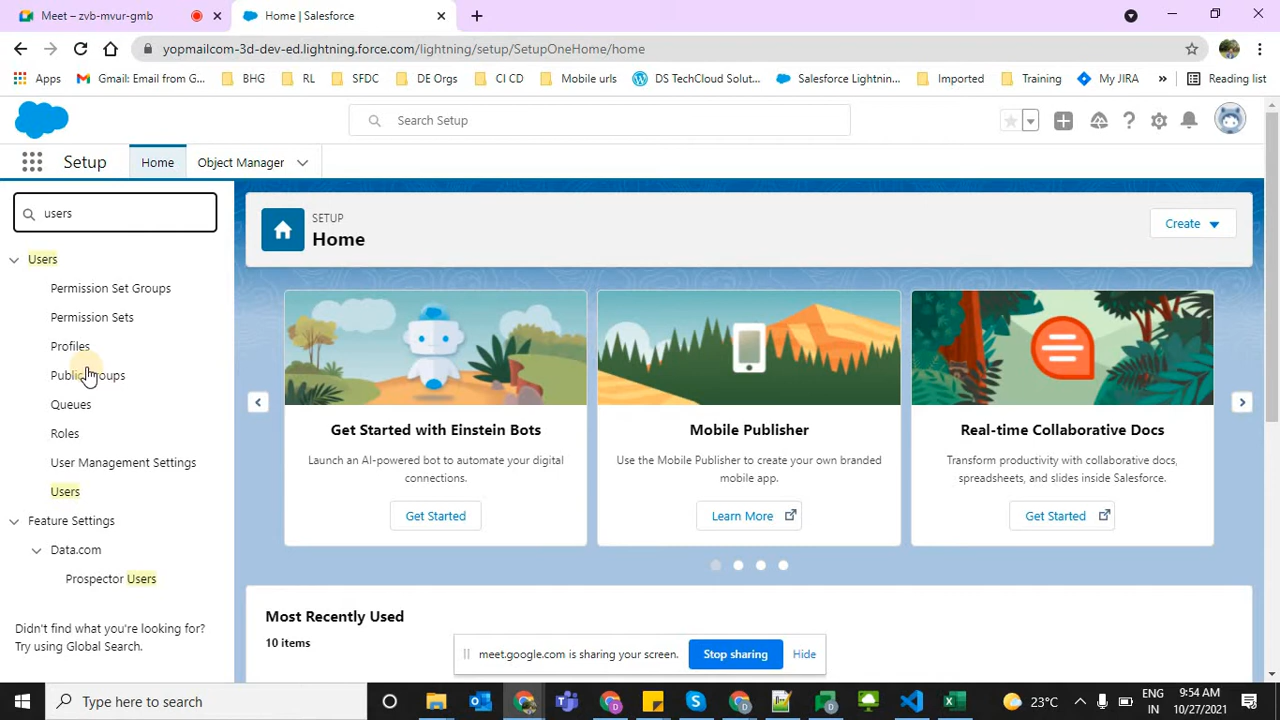 Meet – zvb-mvur-gmb
Home | Salesforce
yopmailcom-3d-dev-ed.lightning.force.com/lightning/setup/SetupOneHome/home
Apps
Gmail: Email from G...
BHG
RL
SFDC
DE Orgs
CI CD
Mobile urls
DS TechCloud Solut...
Salesforce Lightnin...
Imported
Training
My JIRA
»
Reading list
Search Setup
Setup
Home
Object Manager
users
SETUP
Home
Create
Users
Permission Set Groups
Permission Sets
Profiles
Public Groups
Queues
Roles
User Management Settings
Users
Feature Settings
Data.com
Prospector Users
Didn't find what you're looking for?
Try using Global Search.
Get Started with Einstein Bots
Launch an AI-powered bot to automate your digital
connections.
Get Started
Mobile Publisher
Use the Mobile Publisher to create your own branded
mobile app.
Learn More
Real-time Collaborative Docs
Transform productivity with collaborative docs,
spreadsheets, and slides inside Salesforce.
Get Started
Most Recently Used
10 items
meet.google.com is sharing your screen.
Stop sharing
Hide
Type here to search
23°C
ENG
IN
9:54 AM
10/27/2021